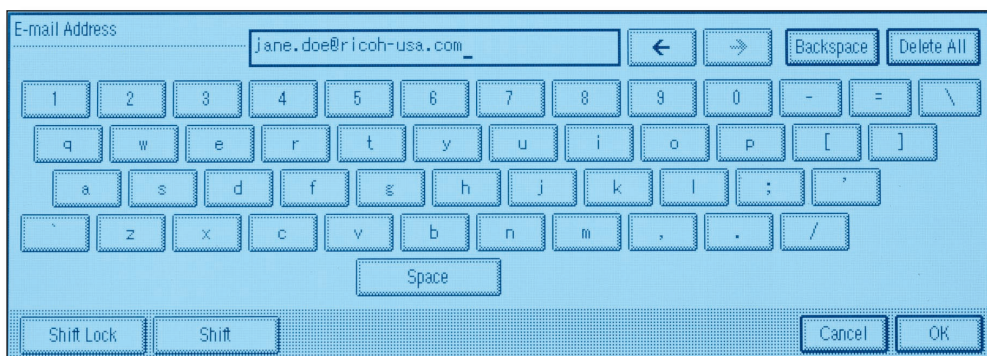 E-mail Address
jane.doe@ricoh-usa.com_ ← → Backspace Delete All
1 2 3 4 5 6 7 8 9 0 - = \
q w e r t y u i o p [ ]
a s d f g h j k l ; '
` z x c v b n m , . /
Space
Shift Lock Shift Cancel OK